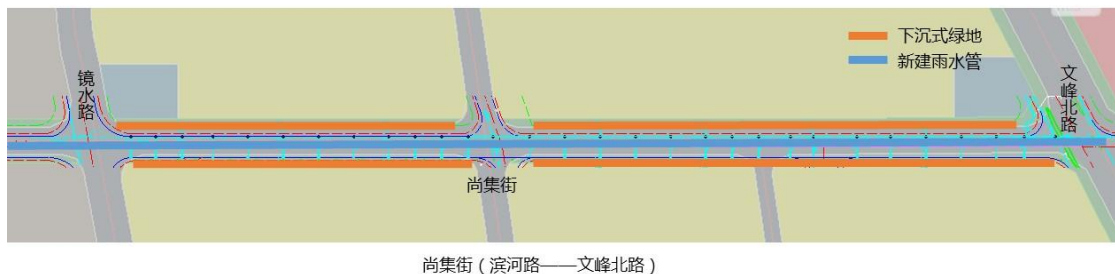 下沉式绿地
新建雨水管
镜水路
文峰北路
尚集街
尚集街（滨河路——文峰北路）